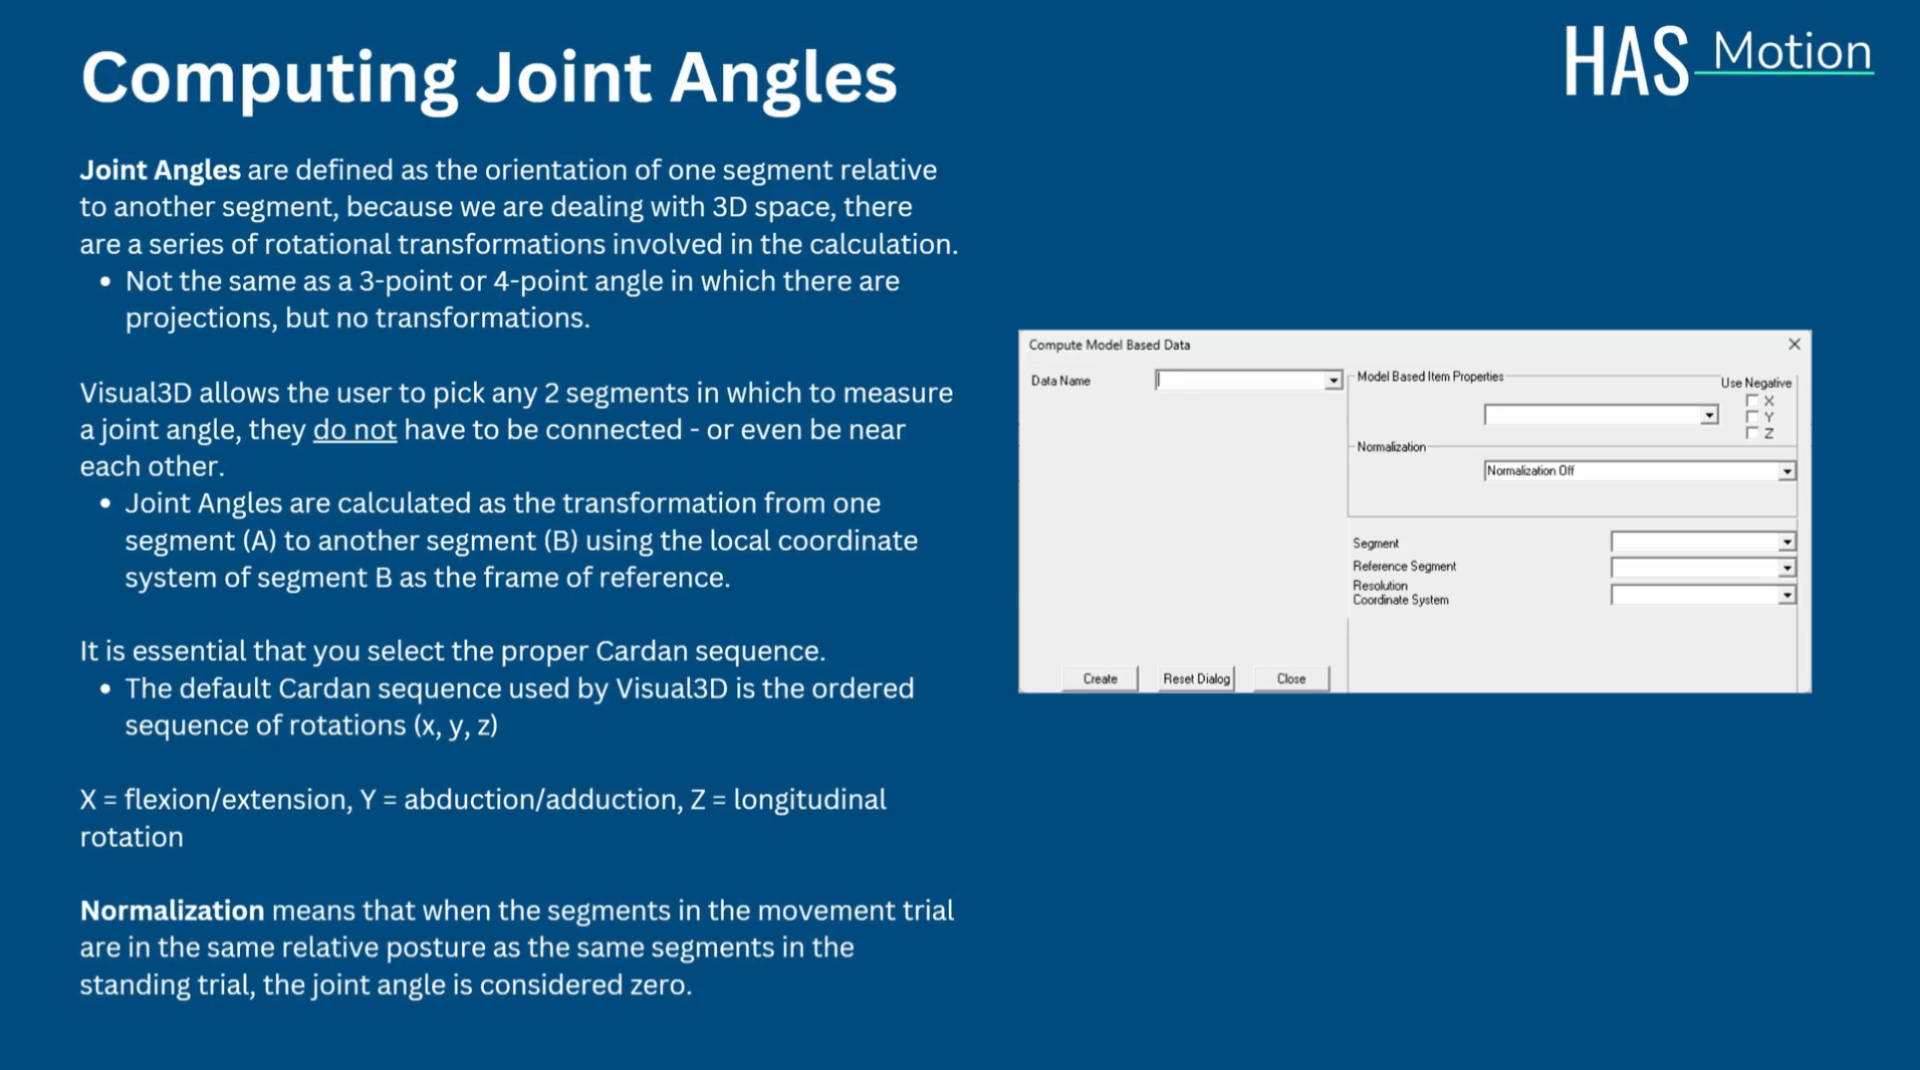 Computing Joint Angles
HAS Motion
Joint Angles are defined as the orientation of one segment relative
to another segment, because we are dealing with 3D space, there
are a series of rotational transformations involved in the calculation.
• Not the same as a 3-point or 4-point angle in which there are
projections, but no transformations.
Visual3D allows the user to pick any 2 segments in which to measure
a joint angle, they do not have to be connected - or even be near
each other.
• Joint Angles are calculated as the transformation from one
segment (A) to another segment (B) using the local coordinate
system of segment B as the frame of reference.
It is essential that you select the proper Cardan sequence.
• The default Cardan sequence used by Visual3D is the ordered
sequence of rotations (x, y, z)
X = flexion/extension, Y = abduction/adduction, Z = longitudinal
rotation
Normalization means that when the segments in the movement trial
are in the same relative posture as the same segments in the
standing trial, the joint angle is considered zero.
Compute Model Based Data
Data Name
Model Based Item Properties
Use Negative
X
Y
Z
Normalization
Normalization Off
Segment
Reference Segment
Resolution
Coordinate System
Create
Reset Dialog
Close